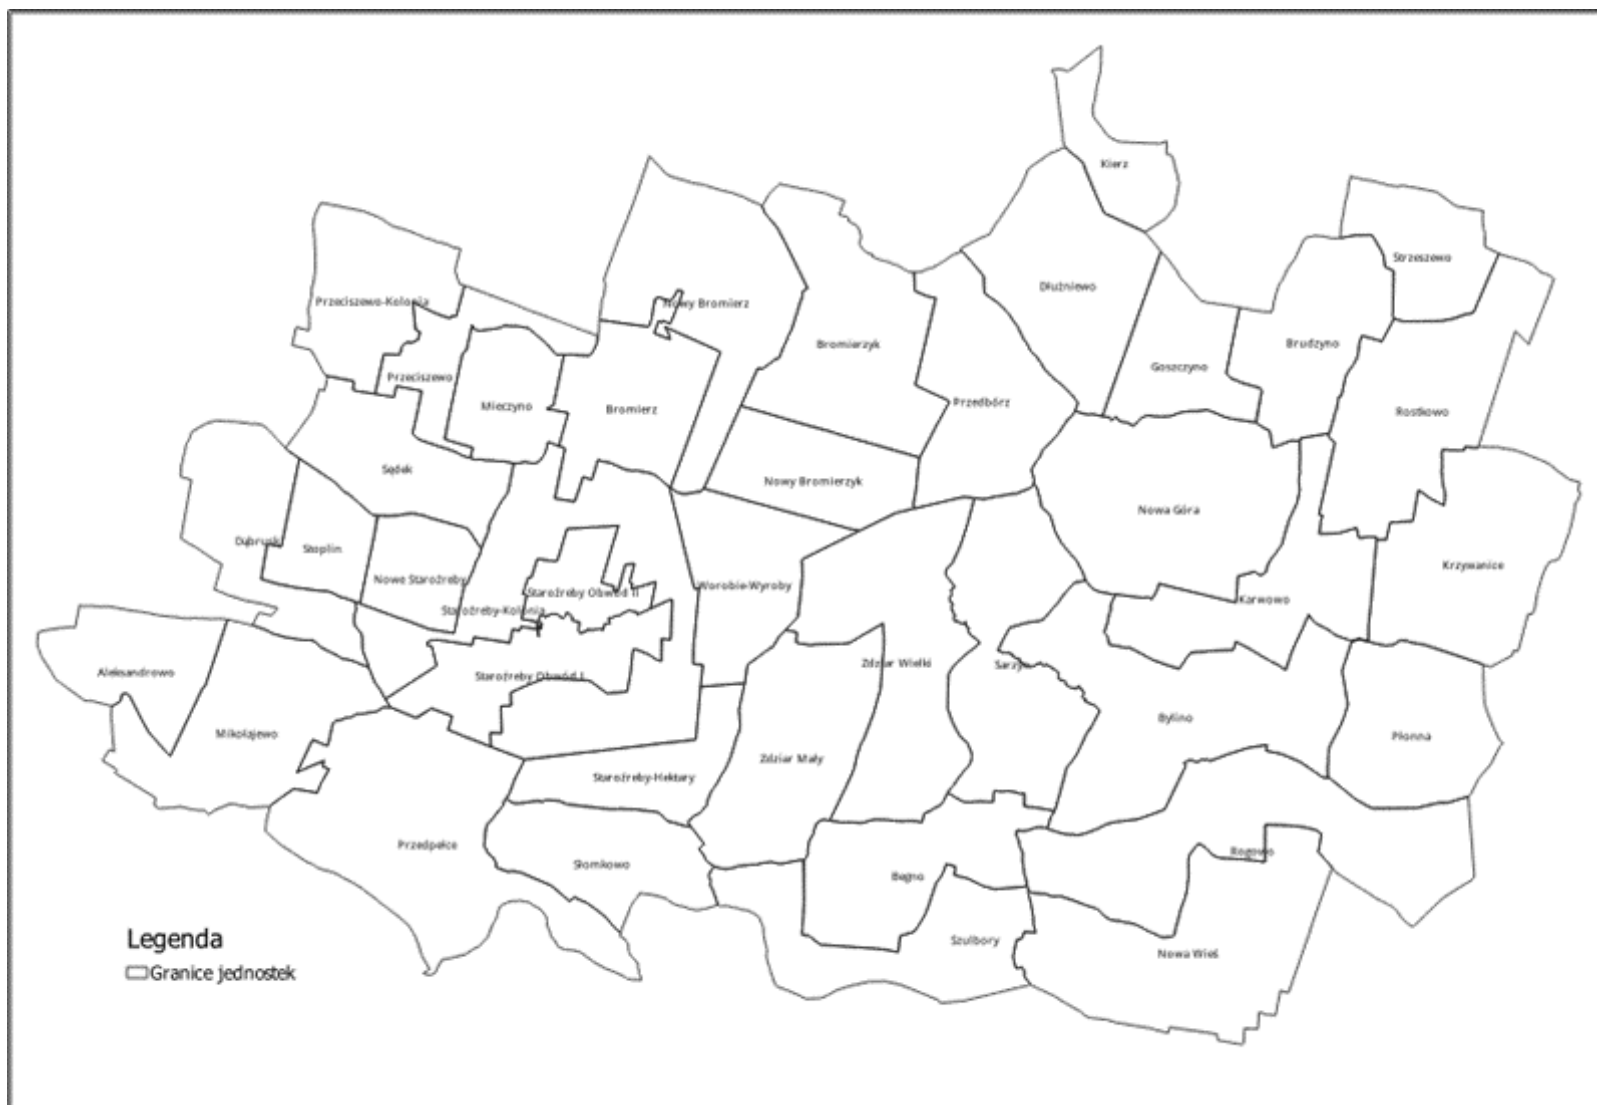 Kierz
Strzeszewo
Dłużniewo
Przeciszewo-Kolonia
Nowy Bromierz
Bromierzyk
Brudzyno
Goszczyno
Przeciszewo
Mieczyno
Bromierz
Przedbórz
Rostkowo
Sędek
Nowy Bromierzyk
Nowa Góra
Dąbrusk
Stoplin
Nowe Staroźreby
Staroźreby Obwód II
Worobie-Wyroby
Krzywanice
Staroźreby-Kolonia
Karwowo
Aleksandrowo
Staroźreby Obwód I
Zdziar Wielki
Sarzyn
Bylino
Mikołajewo
Płonna
Zdziar Mały
Staroźreby-Hektary
Przedpełce
Słomkowo
Bagno
Rogowo
Szulbory
Nowa Wieś
Legenda
Granice jednostek